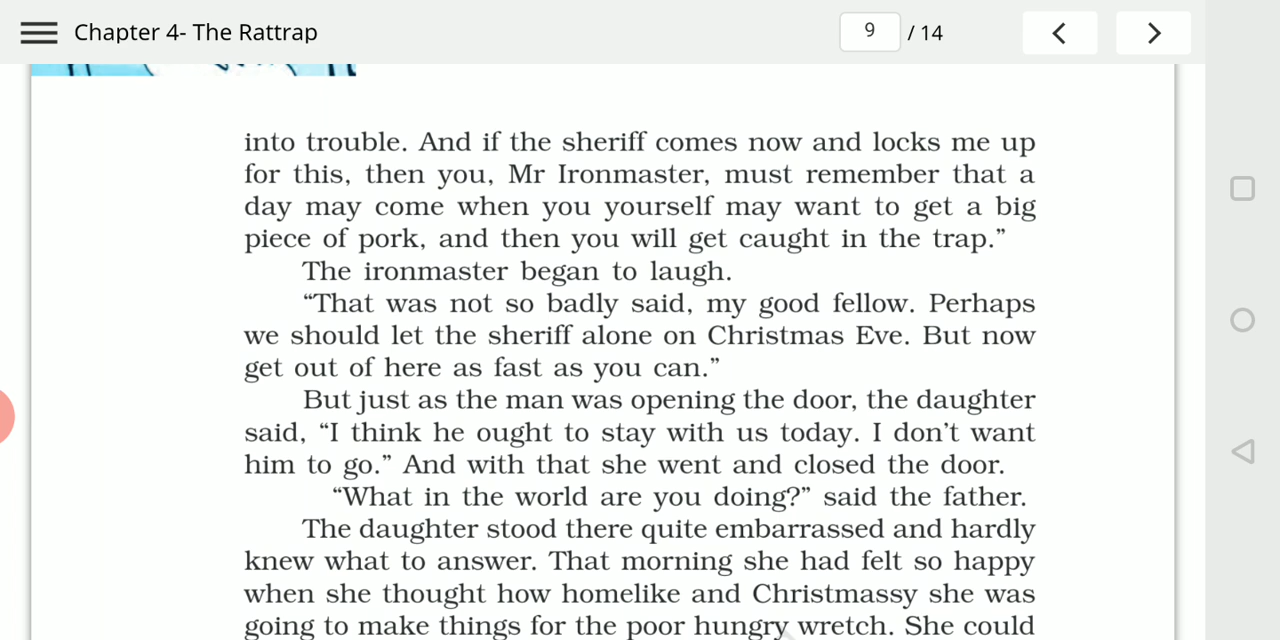 Chapter 4- The Rattrap
9 / 14
into trouble. And if the sheriff comes now and locks me up
for this, then you, Mr Ironmaster, must remember that a
day may come when you yourself may want to get a big
piece of pork, and then you will get caught in the trap.”
The ironmaster began to laugh.
“That was not so badly said, my good fellow. Perhaps
we should let the sheriff alone on Christmas Eve. But now
get out of here as fast as you can.”
But just as the man was opening the door, the daughter
said, “I think he ought to stay with us today. I don’t want
him to go.” And with that she went and closed the door.
“What in the world are you doing?” said the father.
The daughter stood there quite embarrassed and hardly
knew what to answer. That morning she had felt so happy
when she thought how homelike and Christmassy she was
going to make things for the poor hungry wretch. She could